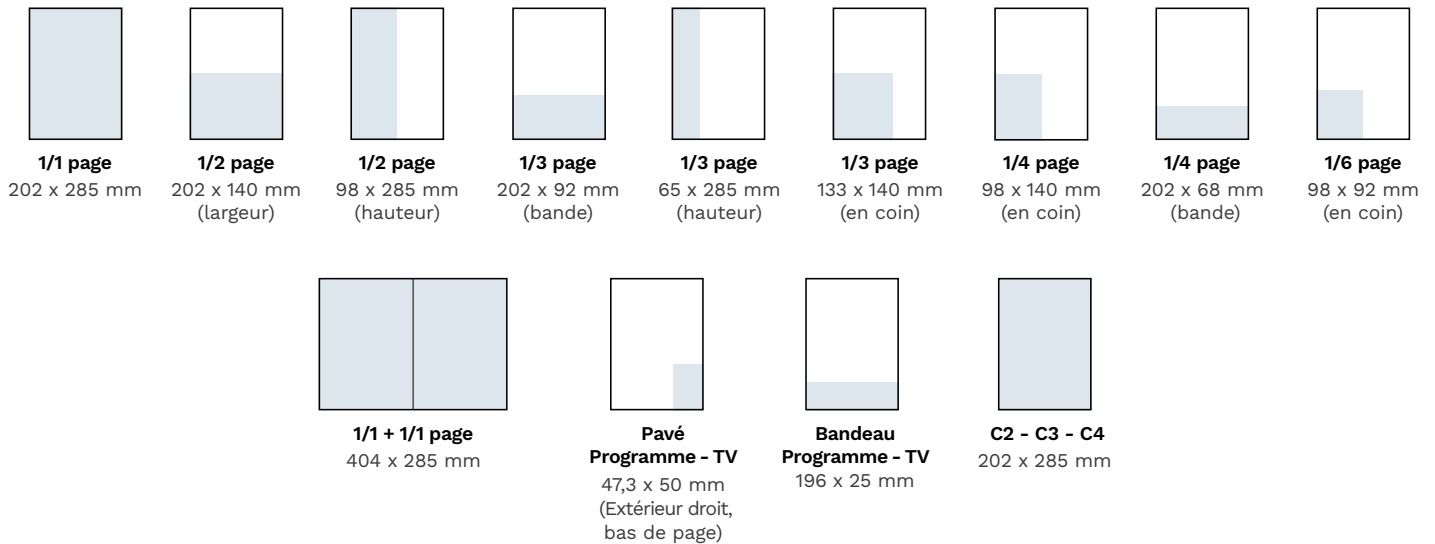 1/1 page
202 x 285 mm
1/2 page
202 x 140 mm
(largeur)
1/2 page
98 x 285 mm
(hauteur)
1/3 page
202 x 92 mm
(bande)
1/3 page
65 x 285 mm
(hauteur)
1/3 page
133 x 140 mm
(en coin)
1/4 page
98 x 140 mm
(en coin)
1/4 page
202 x 68 mm
(bande)
1/6 page
98 x 92 mm
(en coin)
1/1 + 1/1 page
404 x 285 mm
Pavé
Programme - TV
47,3 x 50 mm
(Extérieur droit,
bas de page)
Bandeau
Programme - TV
196 x 25 mm
C2 - C3 - C4
202 x 285 mm